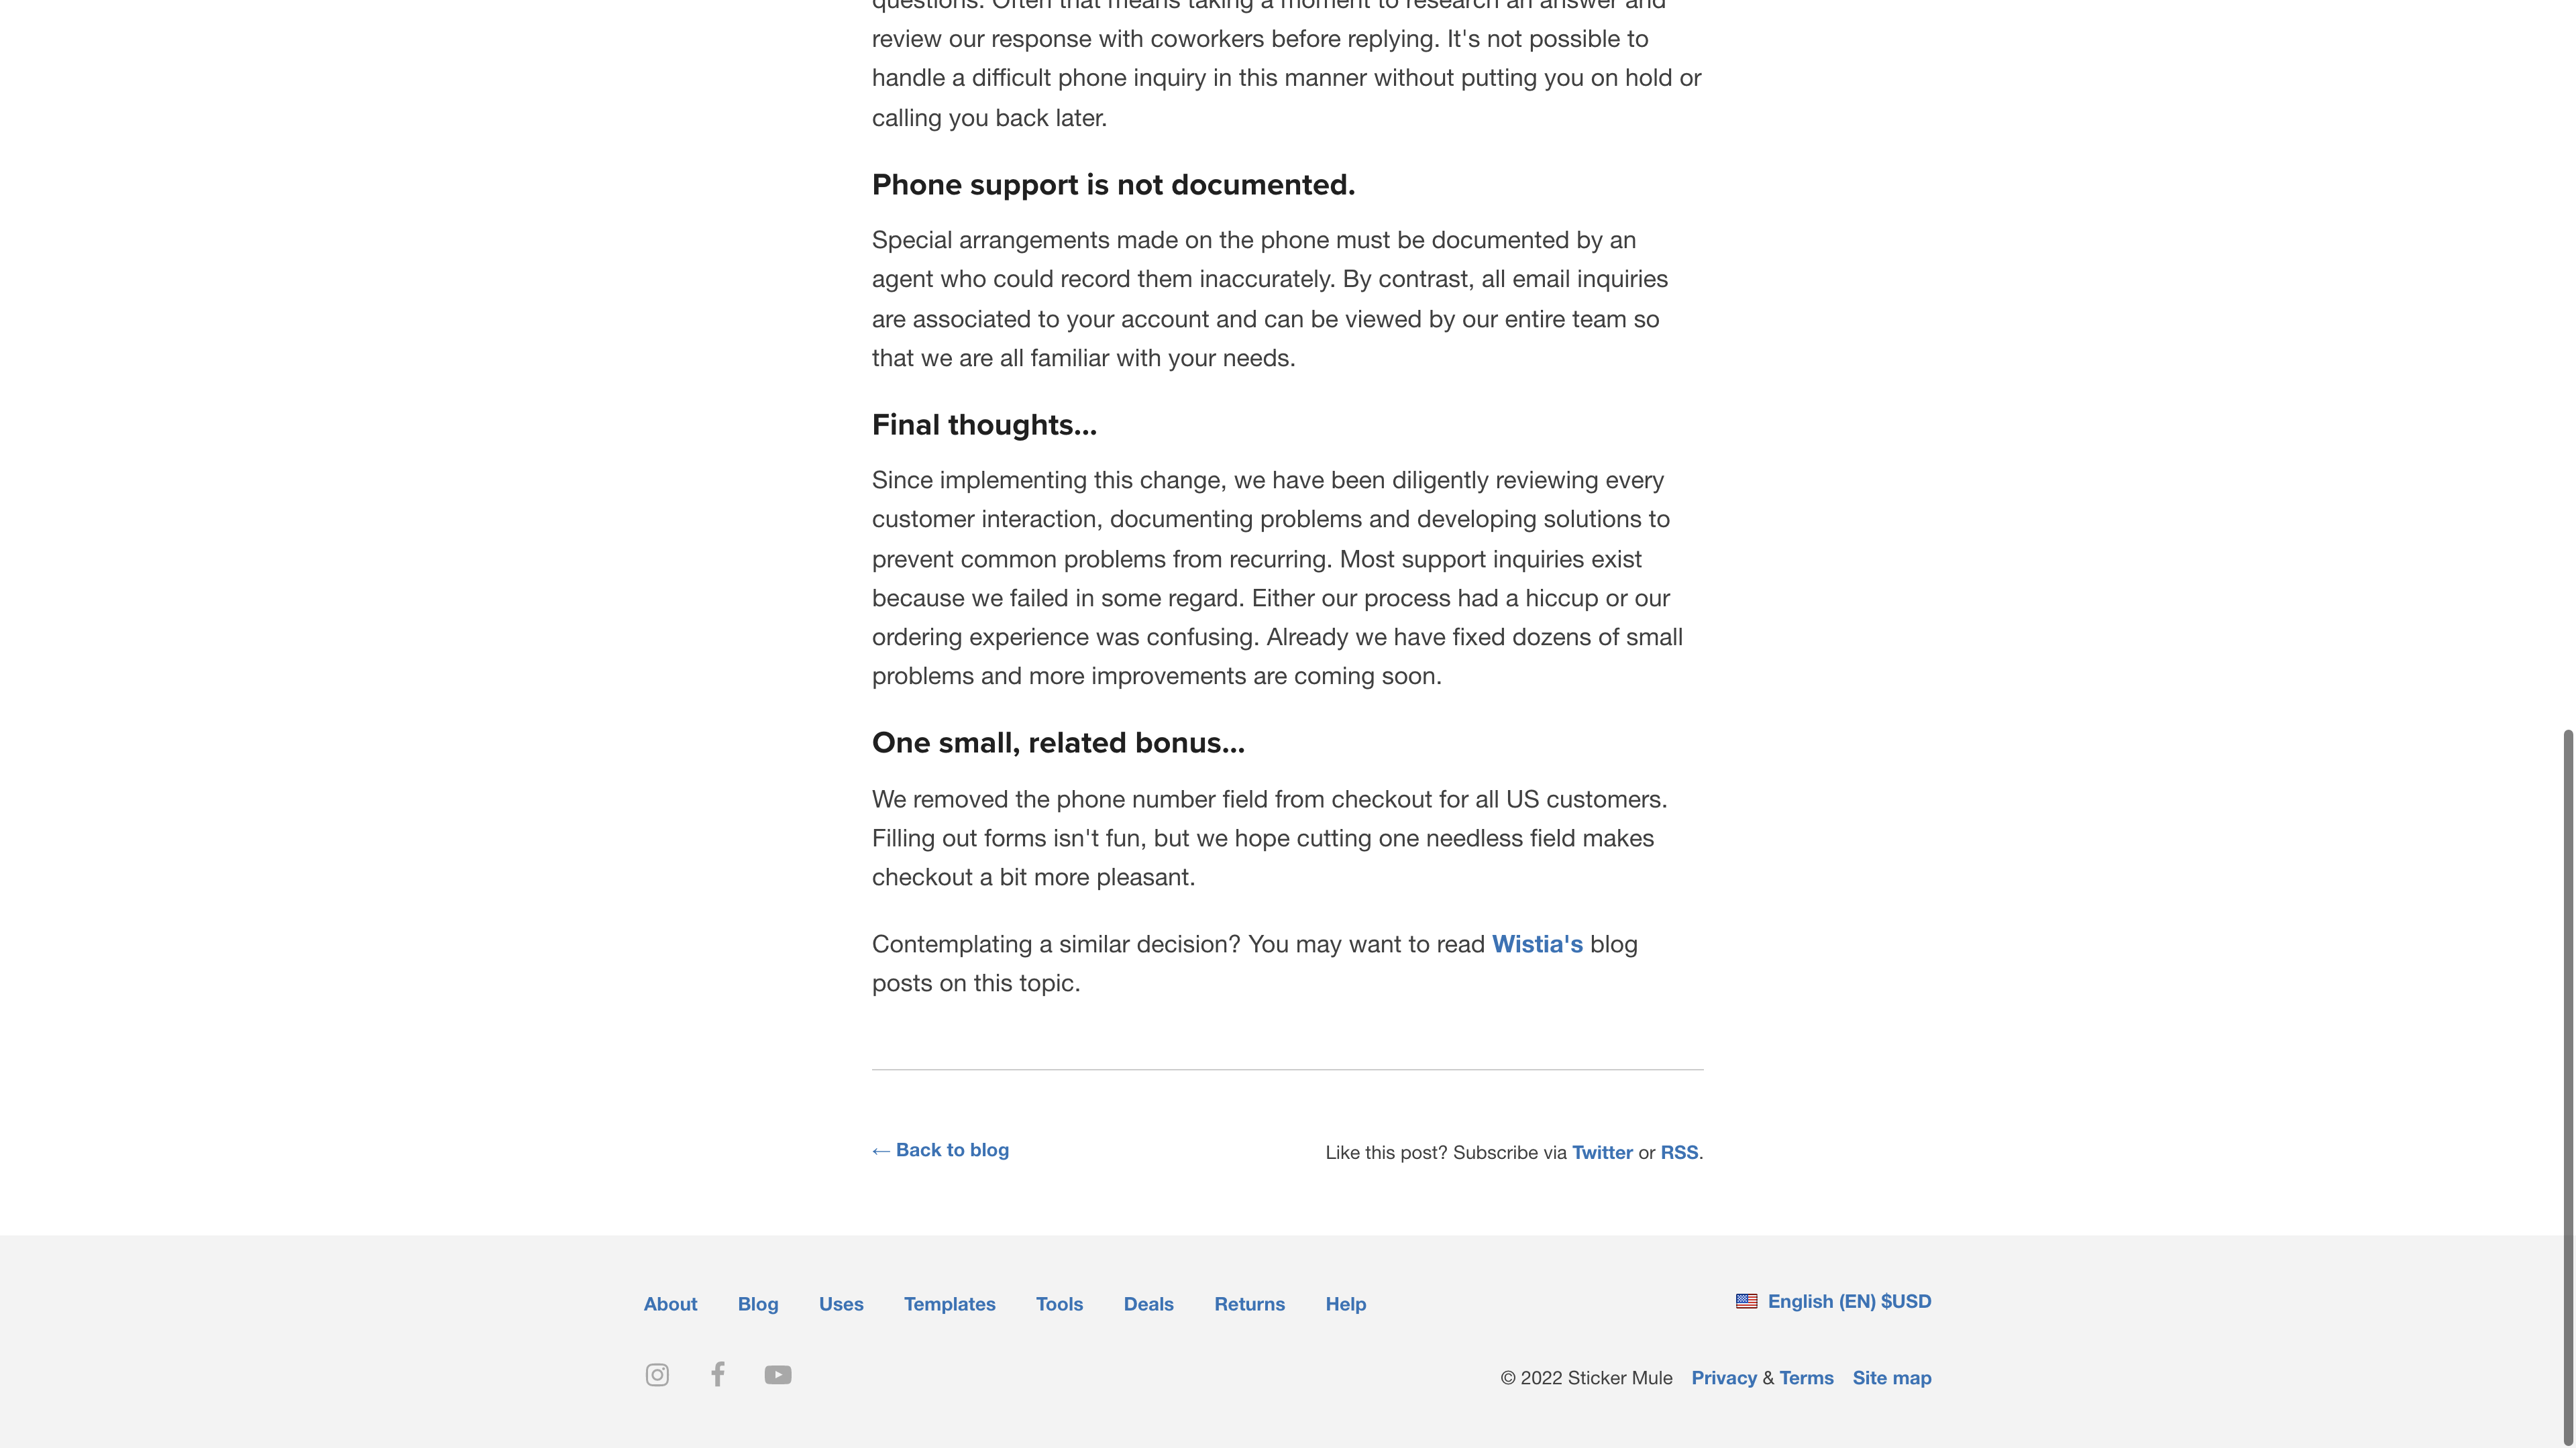 questions. Often that means taking a moment to research an answer and
review our response with coworkers before replying. It's not possible to
handle a difficult phone inquiry in this manner without putting you on hold or
calling you back later.
Phone support is not documented.
Special arrangements made on the phone must be documented by an
agent who could record them inaccurately. By contrast, all email inquiries
are associated to your account and can be viewed by our entire team so
that we are all familiar with your needs.
Final thoughts...
Since implementing this change, we have been diligently reviewing every
customer interaction, documenting problems and developing solutions to
prevent common problems from recurring. Most support inquiries exist
because we failed in some regard. Either our process had a hiccup or our
ordering experience was confusing. Already we have fixed dozens of small
problems and more improvements are coming soon.
One small, related bonus...
We removed the phone number field from checkout for all US customers.
Filling out forms isn't fun, but we hope cutting one needless field makes
checkout a bit more pleasant.
Contemplating a similar decision? You may want to read Wistia's blog
posts on this topic.
← Back to blog
Like this post? Subscribe via Twitter or RSS.
About Blog Uses Templates Tools Deals Returns Help
English (EN) $USD
© 2022 Sticker Mule Privacy & Terms Site map